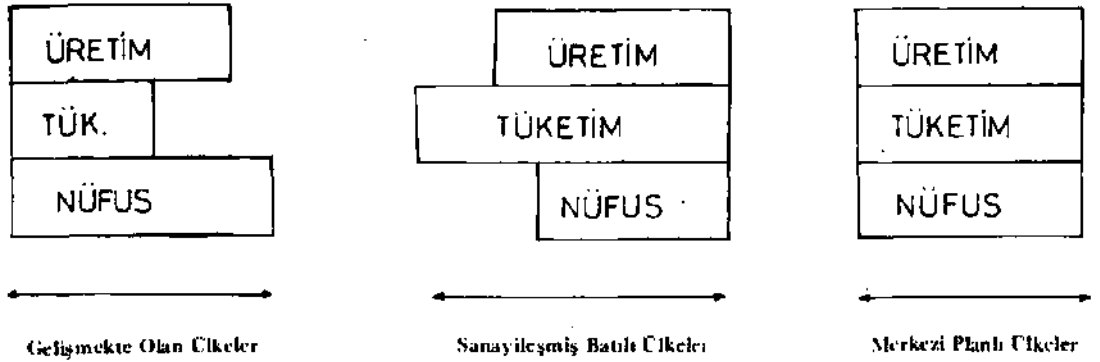 ÜRETİM
TÜK.
NÜFUS
Gelişmekte Olan Ülkeler
ÜRETİM
TÜKETİM
NÜFUS
Sanayileşmiş Batılı Ülkeler
ÜRETİM
TÜKETİM
NÜFUS
Merkezi Planlı Ülkeler